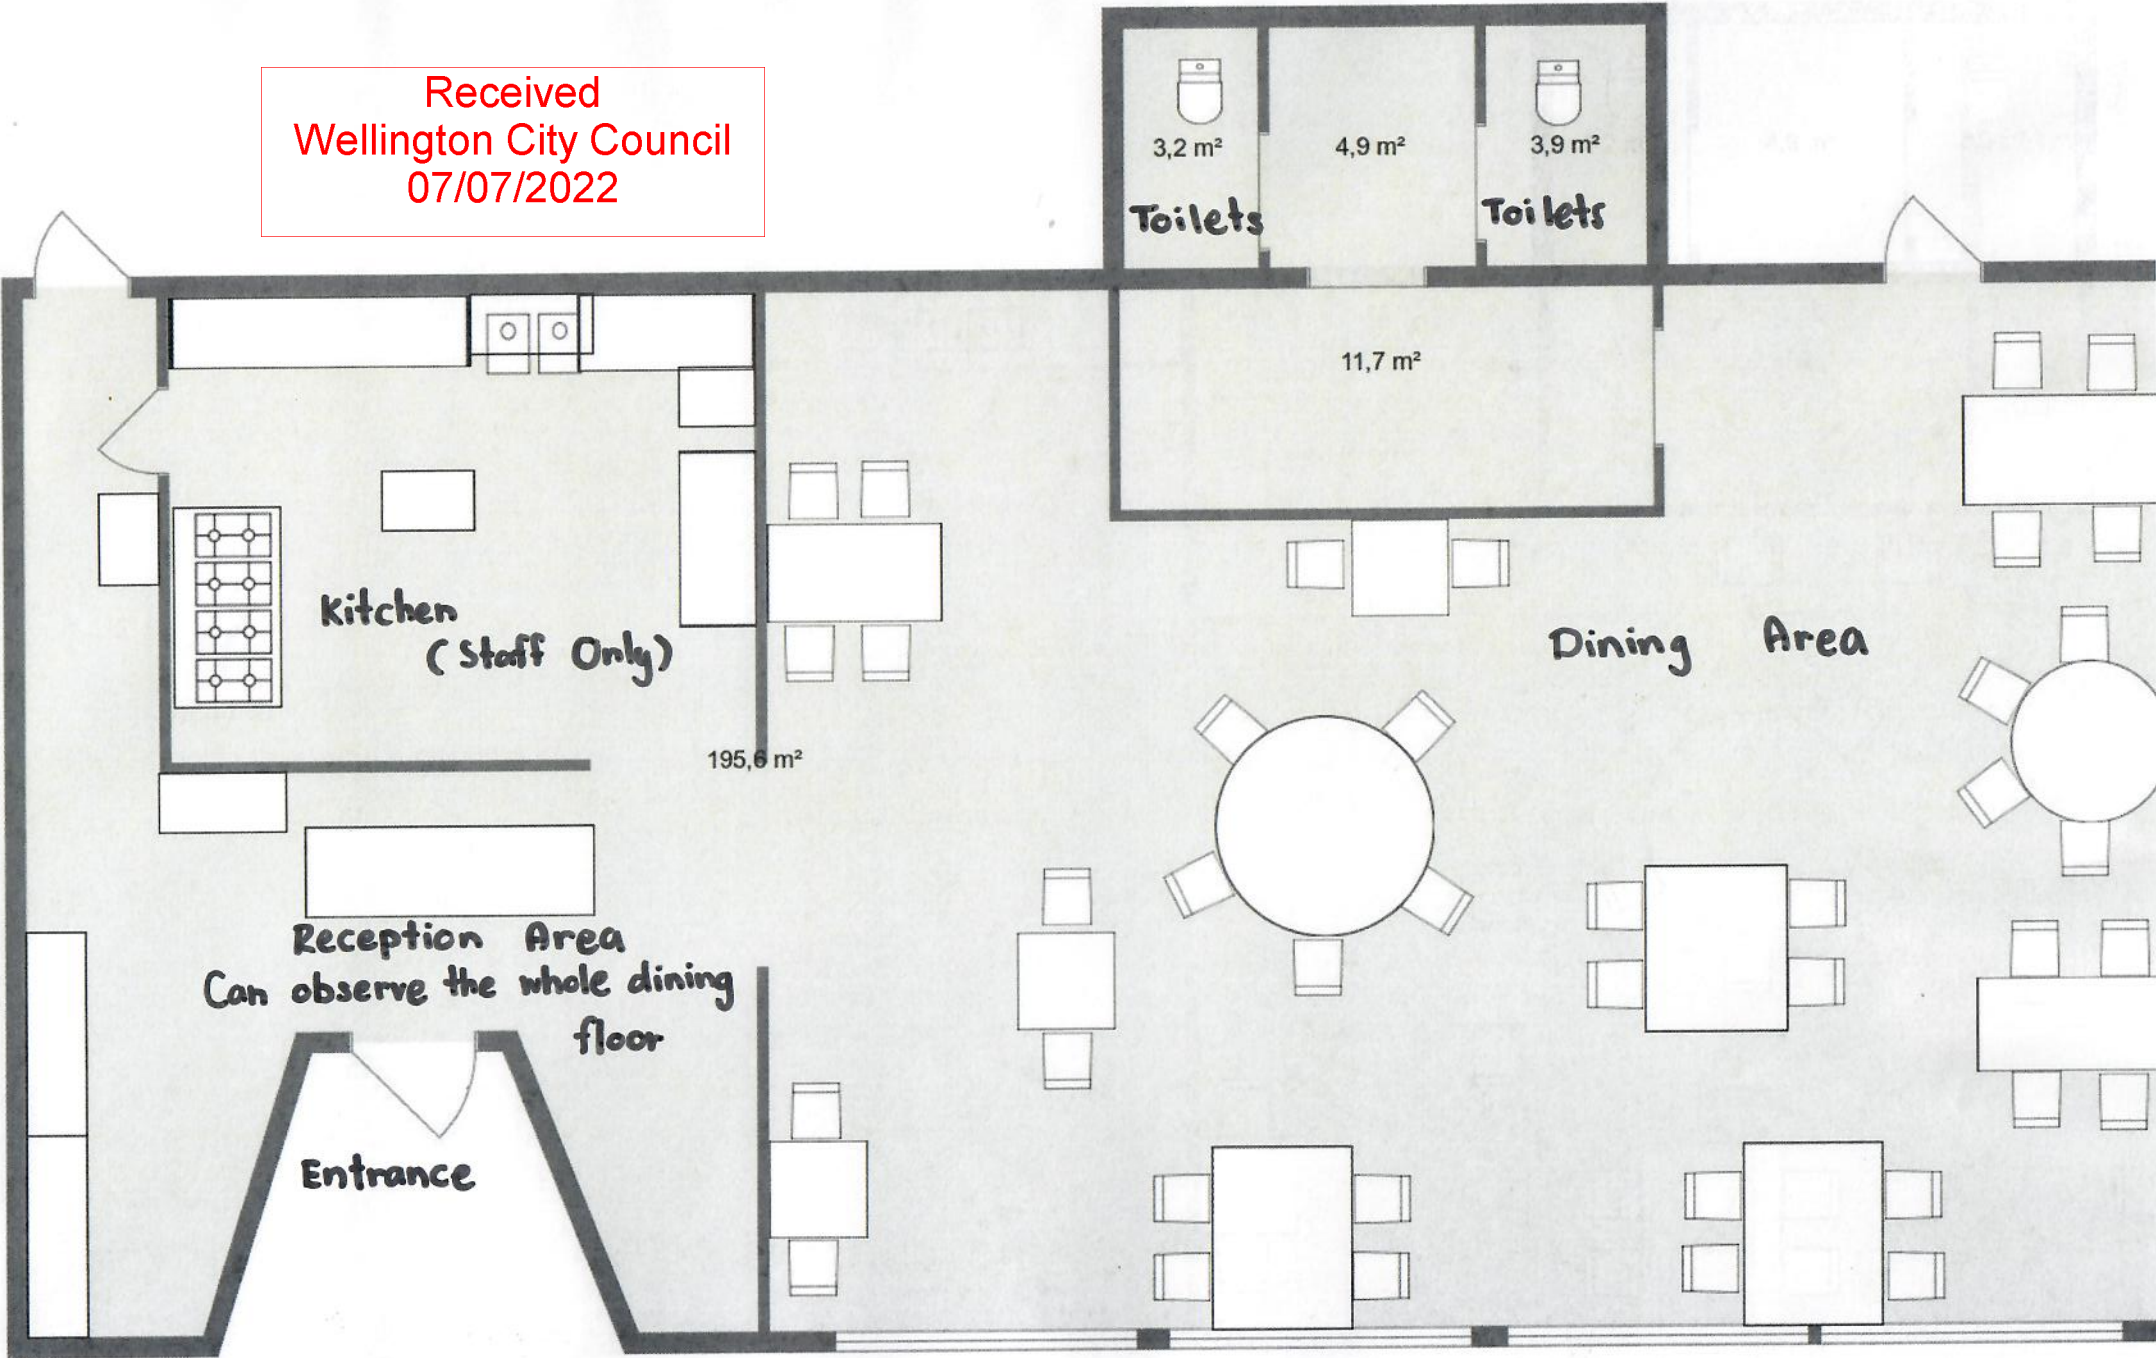 Received
Wellington City Council
07/07/2022
3,2 m²
4,9 m²
3,9 m²
Toilets
Toilets
11,7 m²
Kitchen
(Staff Only)
Dining Area
195,6 m²
Reception Area
Can observe the whole dining
floor
Entrance